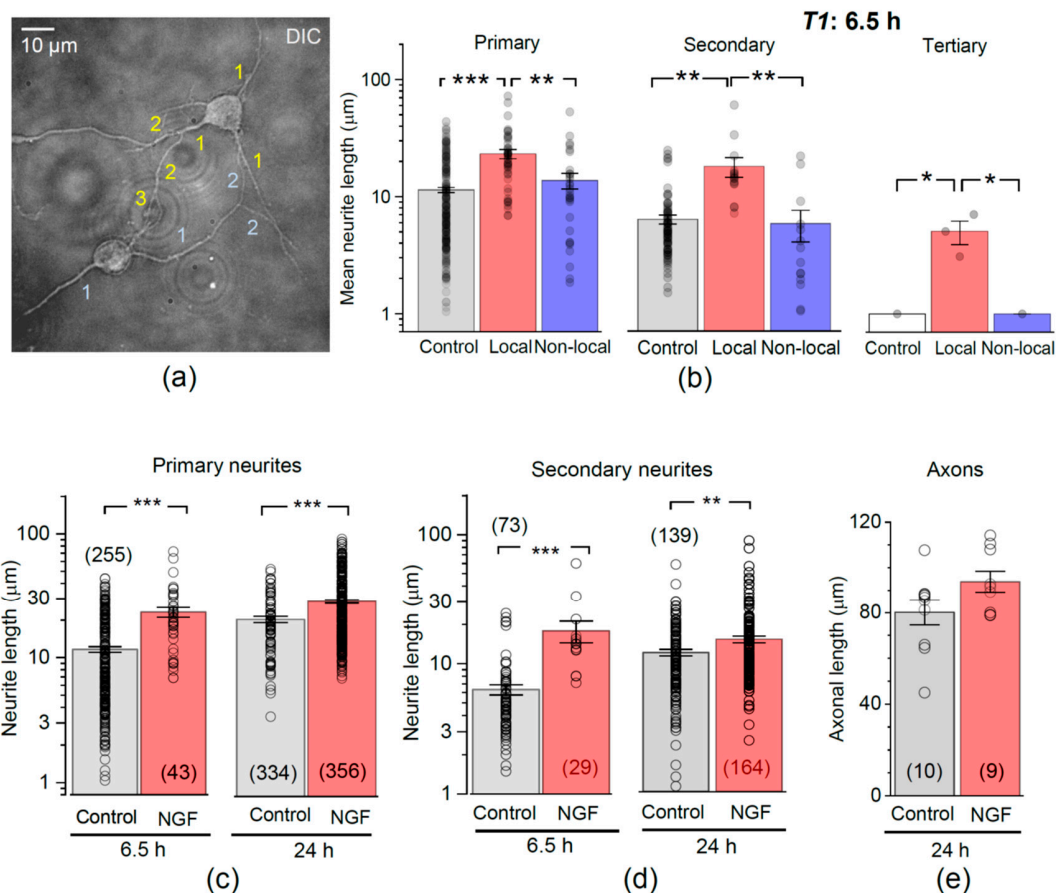 10 µm
DIC
1
2
1
2
1
2
3
1
2
1
(a)
T1: 6.5 h
Primary
Secondary
Tertiary
Mean neurite length (µm)
100
10
1
***
**
**
**
*
*
Control Local Non-local
Control Local Non-local
Control Local Non-local
(b)
Primary neurites
Neurite length (µm)
100
30
10
3
1
***
***
(255)
(43)
(334)
(356)
Control NGF Control NGF
6.5 h 24 h
(c)
Secondary neurites
Neurite length (µm)
100
30
10
3
1
(73)
***
**
(139)
(29)
(164)
Control NGF Control NGF
6.5 h 24 h
(d)
Axons
Axonal length (µm)
120
80
40
0
(10)
(9)
Control NGF
24 h
(e)